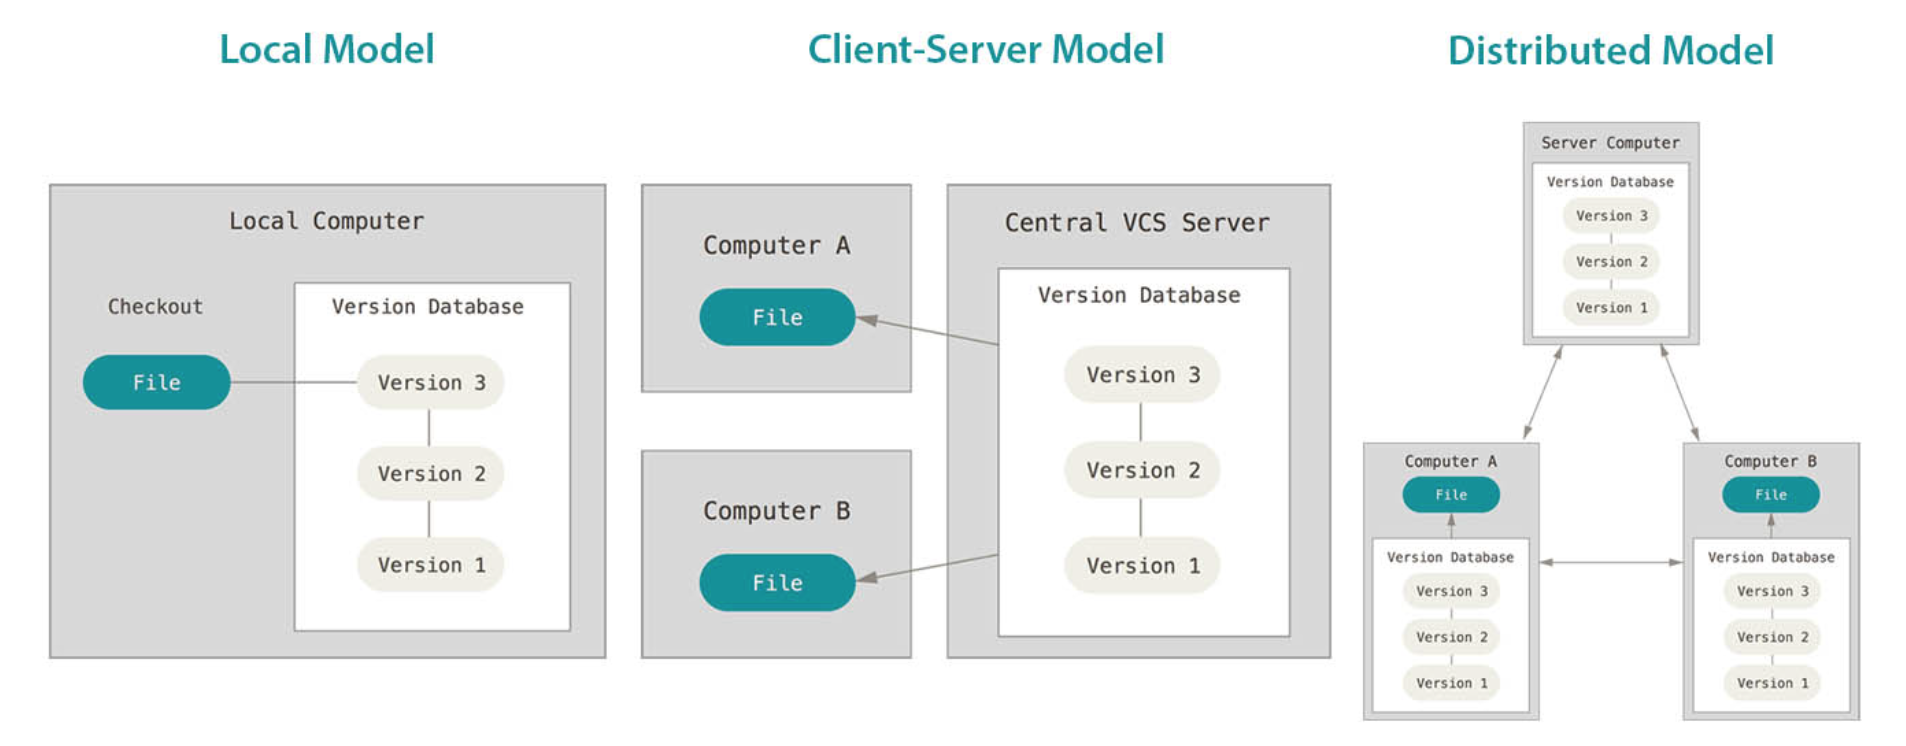 Local Model
Local Computer
Checkout
File
Version Database
Version 3
Version 2
Version 1
Client-Server Model
Computer A
File
Computer B
File
Central VCS Server
Version Database
Version 3
Version 2
Version 1
Distributed Model
Server Computer
Version Database
Version 3
Version 2
Version 1
Computer A
File
Version Database
Version 3
Version 2
Version 1
Computer B
File
Version Database
Version 3
Version 2
Version 1